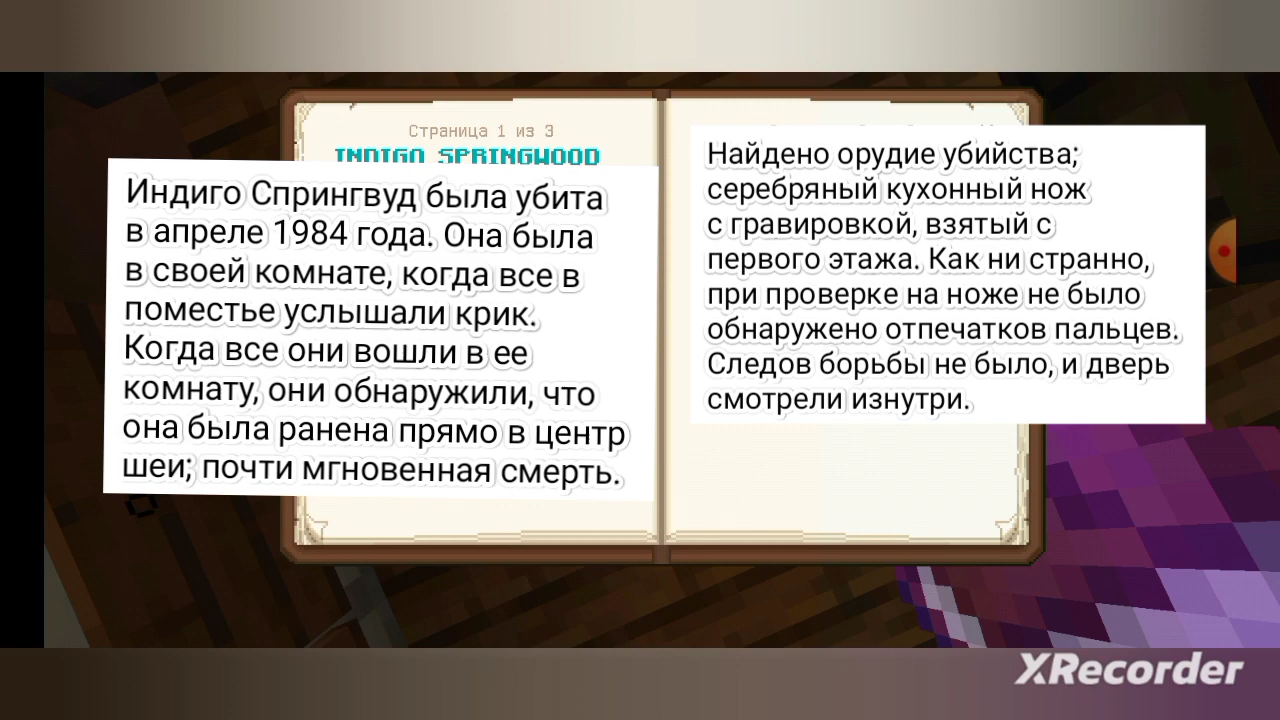 Страница 1 из 3
INDIGO SPRINGWOOD
Индиго Спрингвуд была убита
в апреле 1984 года. Она была
в своей комнате, когда все в
поместье услышали крик.
Когда все они вошли в ее
комнату, они обнаружили, что
она была ранена прямо в центр
шеи; почти мгновенная смерть.
Найдено орудие убийства;
серебряный кухонный нож
с гравировкой, взятый с
первого этажа. Как ни странно,
при проверке на ноже не было
обнаружено отпечатков пальцев.
Следов борьбы не было, и дверь
смотрели изнутри.
XRecorder